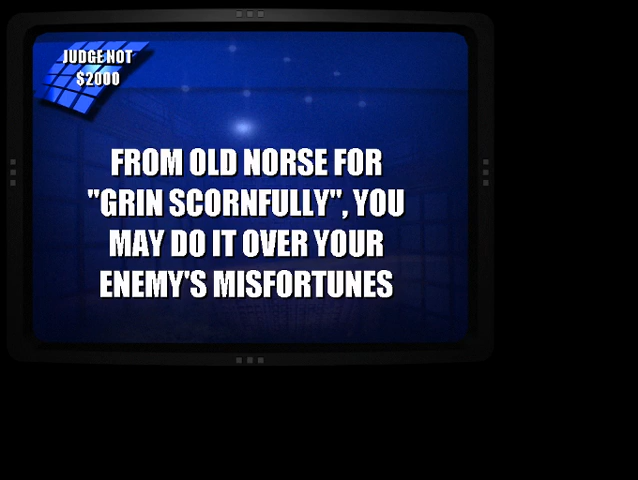 JUDGE NOT
$2000
FROM OLD NORSE FOR
"GRIN SCORNFULLY", YOU
MAY DO IT OVER YOUR
ENEMY'S MISFORTUNES